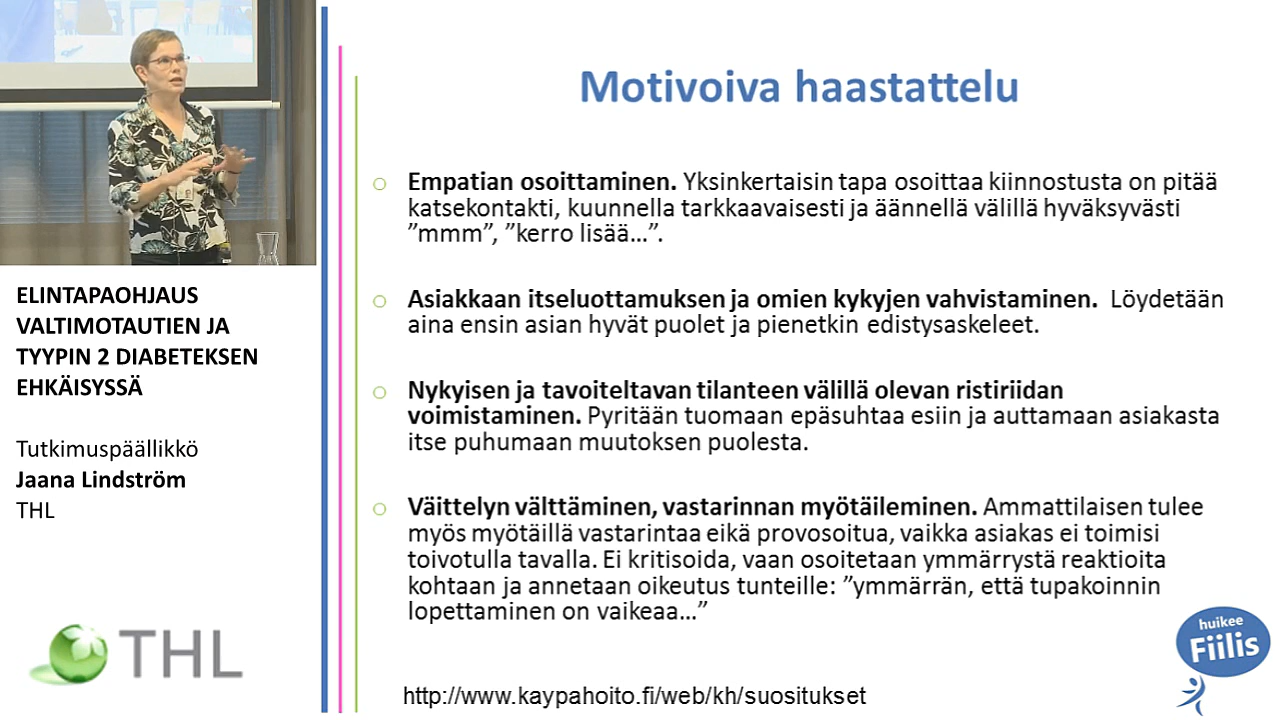 ELINTAPAOHJAUS
VALTIMOTAUTIEN JA
TYYPIN 2 DIABETEKSEN
EHKÄISYSSÄ
Tutkimuspäällikkö
Jaana Lindström
THL
THL
Motivoiva haastattelu
Empatian osoittaminen. Yksinkertaisin tapa osoittaa kiinnostusta on pitää
katsekontakti, kuunnella tarkkaavaisesti ja äännellä välillä hyväksyvästi
”mmm”, ”kerro lisää…”.
Asiakkaan itseluottamuksen ja omien kykyjen vahvistaminen. Löydetään
aina ensin asian hyvät puolet ja pienetkin edistysaskeleet.
Nykyisen ja tavoiteltavan tilanteen välillä olevan ristiriidan
voimistaminen. Pyritään tuomaan epäsuhtaa esiin ja auttamaan asiakasta
itse puhumaan muutoksen puolesta.
Väittelyn välttäminen, vastarinnan myötäileminen. Ammattilaisen tulee
myös myötäillä vastarintaa eikä provosoitua, vaikka asiakas ei toimisi
toivotulla tavalla. Ei kritisoida, vaan osoitetaan ymmärrystä reaktioita
kohtaan ja annetaan oikeutus tunteille: ”ymmärrän, että tupakoinnin
lopettaminen on vaikeaa…”
huikee
Fiilis
http://www.kaypahoito.fi/web/kh/suositukset